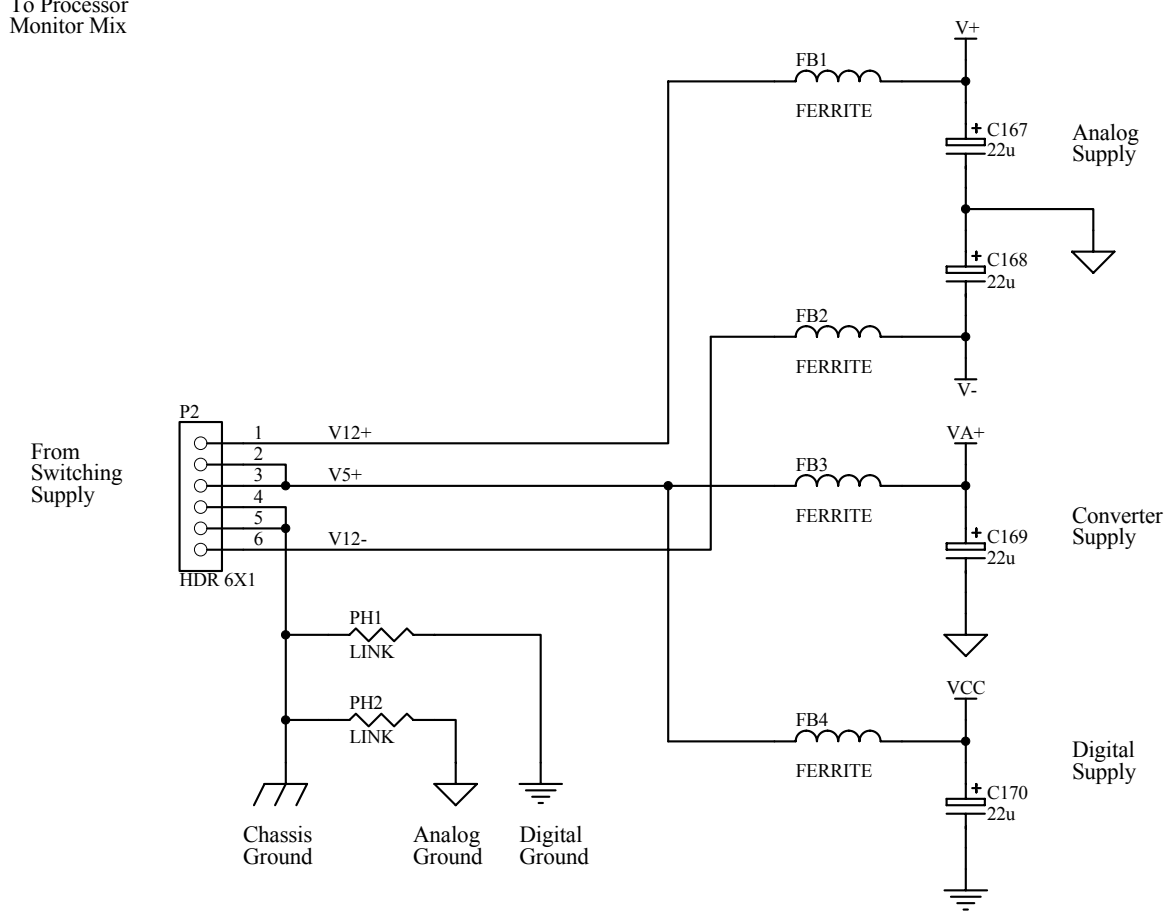 To Processor
Monitor Mix
V+
FB1
FERRITE
+ C167
22u
Analog
Supply
+ C168
22u
FB2
FERRITE
V-
P2
1
2
3
4
5
6
HDR 6X1
From
Switching
Supply
V12+
V5+
V12-
VA+
FB3
FERRITE
+ C169
22u
Converter
Supply
PH1
LINK
PH2
LINK
VCC
FB4
FERRITE
+ C170
22u
Digital
Supply
Chassis
Ground
Analog
Ground
Digital
Ground